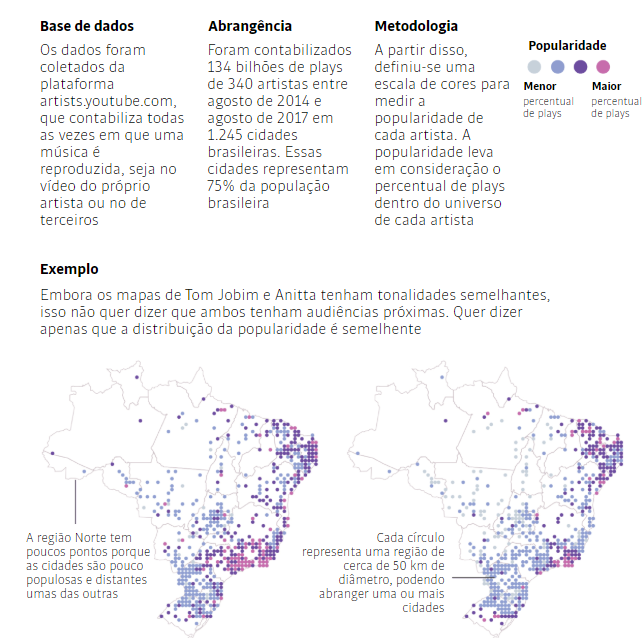 Base de dados
Os dados foram
coletados da
plataforma
artists.youtube.com,
que contabiliza todas
as vezes em que uma
música é
reproduzida, seja no
vídeo do próprio
artista ou no de
terceiros
Abrangência
Foram contabilizados
134 bilhões de plays
de 340 artistas entre
agosto de 2014 e
agosto de 2017 em
1.245 cidades
brasileiras. Essas
cidades representam
75% da população
brasileira
Metodologia
A partir disso,
definiu-se uma
escala de cores para
medir a
popularidade de
cada artista. A
popularidade leva
em consideração o
percentual de plays
dentro do universo
de cada artista
Popularidade
Menor
percentual
de plays
Maior
percentual
de plays
Exemplo
Embora os mapas de Tom Jobim e Anitta tenham tonalidades semelhantes,
isso não quer dizer que ambos tenham audiências próximas. Quer dizer
apenas que a distribuição da popularidade é semelhente
A região Norte tem
poucos pontos porque
as cidades são pouco
populosas e distantes
umas das outras
Cada círculo
representa uma região de
cerca de 50 km de
diâmetro, podendo
abranger uma ou mais
cidades